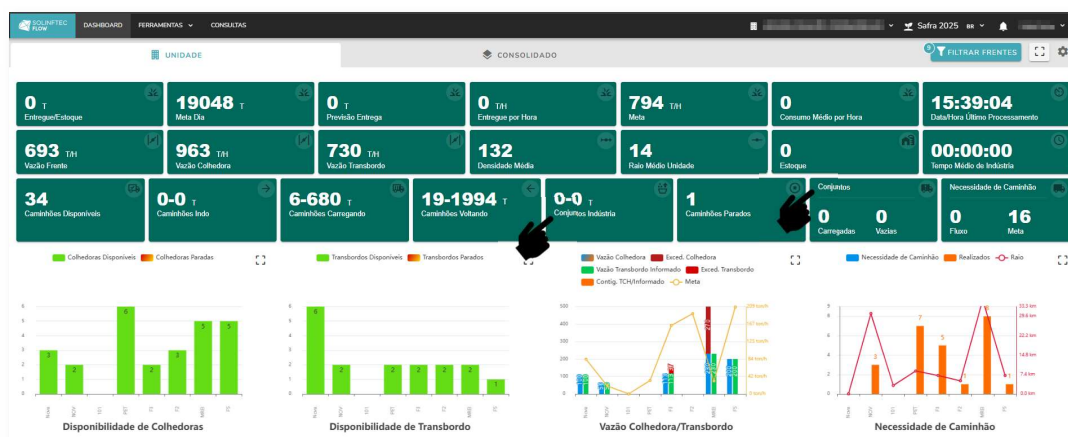 SOLINFTEC FLOW DASHBOARD FERRAMENTAS CONSULTAS Safra 2025 BR
UNIDADE CONSOLIDADO 9 FILTRAR FRENTES
0 T 19048 T 0 T 0 T/H 794 T/H 0 15:39:04
Entregue/Estoque Meta Dia Previsão Entrega Entregue por Hora Meta Consumo Médio por Hora Data/Hora Último Processamento
693 T/H 963 T/H 730 T/H 132 14 0 00:00:00
Vazão Frente Vazão Colhedora Vazão Transbordo Densidade Média Raio Médio Unidade Estoque Tempo Médio de Indústria
Conjuntos Necessidade de Caminhão
34 0-0 T 6-680 T 19-1994 T 0-0 T 1 0 0 0 16
Caminhões Disponíveis Caminhões Indo Caminhões Carregando Caminhões Voltando Conjuntos Indústria Caminhões Parados Carregadas Vazias Fluxo Meta
Colhedoras Disponíveis Colhedoras Paradas
Transbordos Disponíveis Transbordos Parados
Vazão Colhedora Exced. Colhedora
Vazão Transbordo Informado Exced. Transbordo
Contig. TCH/Informado Meta
Necessidade de Caminhão Realizados Raio
Disponibilidade de Colhedoras Disponibilidade de Transbordo Vazão Colhedora/Transbordo Necessidade de Caminhão